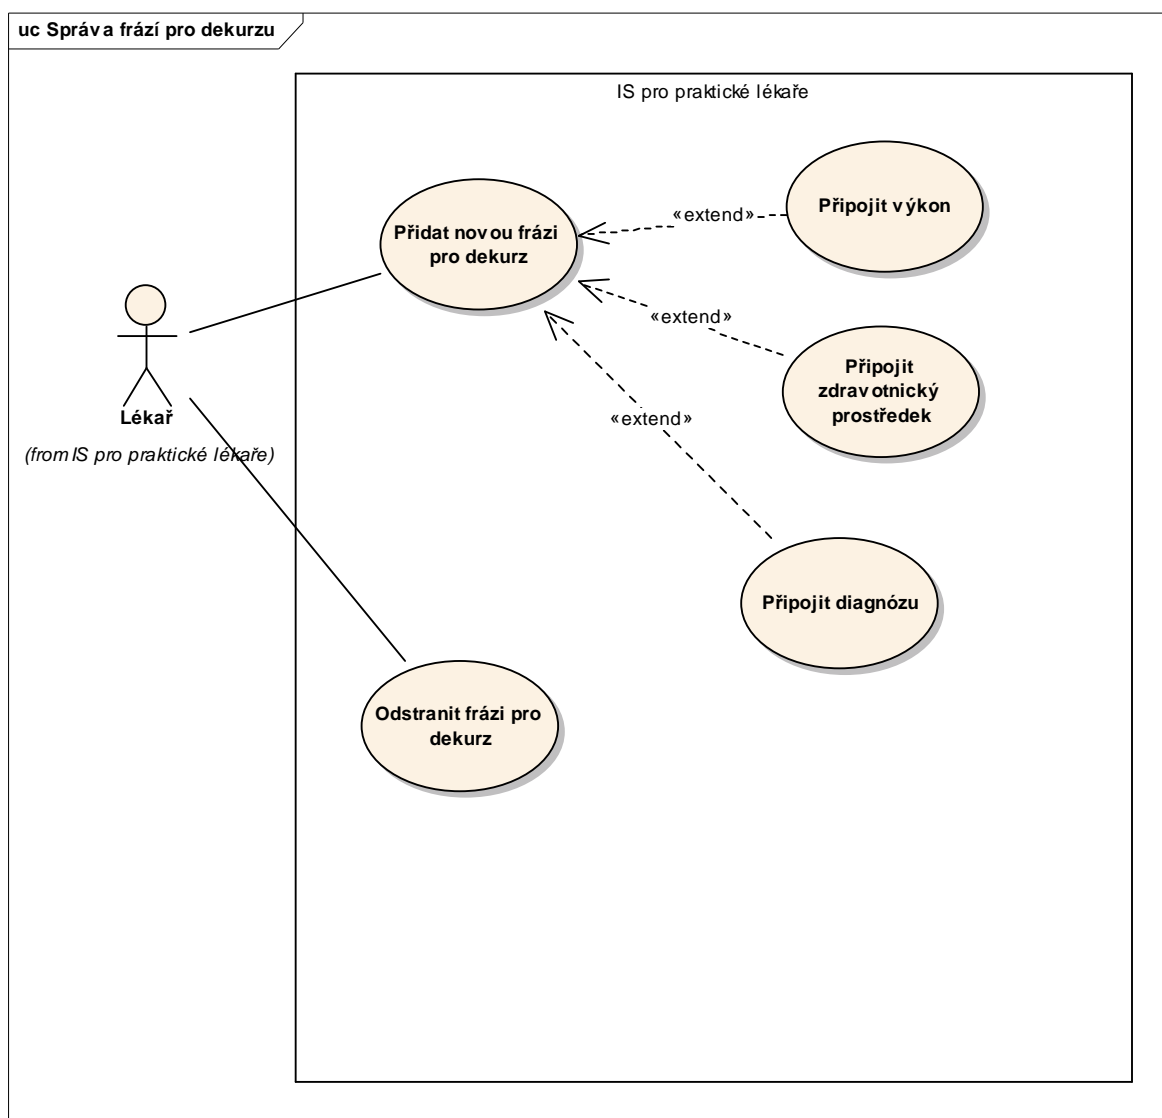 uc Správa frází pro dekurzu
IS pro praktické lékaře
Přidat novou frázi
pro dekurz
«extend»
Připojit výkon
«extend»
Připojit
zdravotnický
prostředek
«extend»
Lékař
(from IS pro praktické lékaře)
Připojit diagnózu
Odstranit frázi pro
dekurz